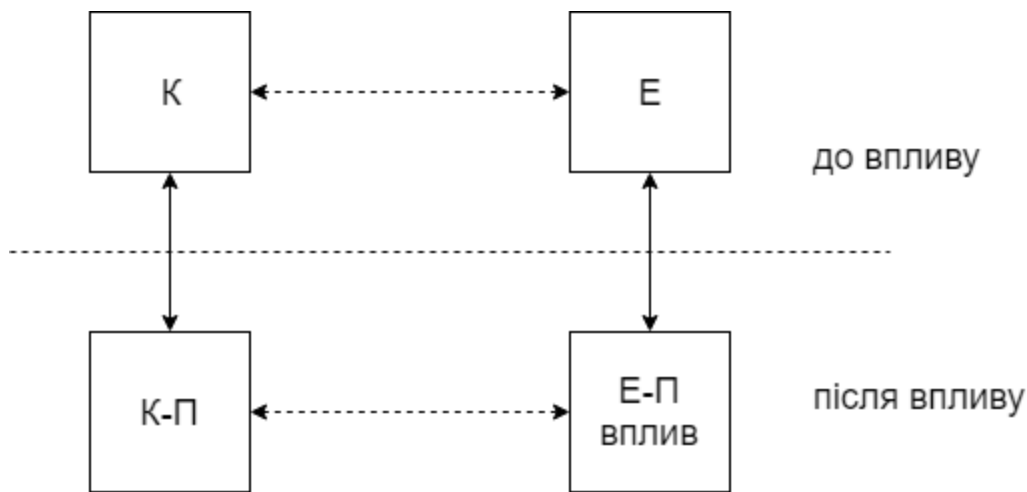 К
Е
до впливу
К-П
Е-П
вплив
після впливу